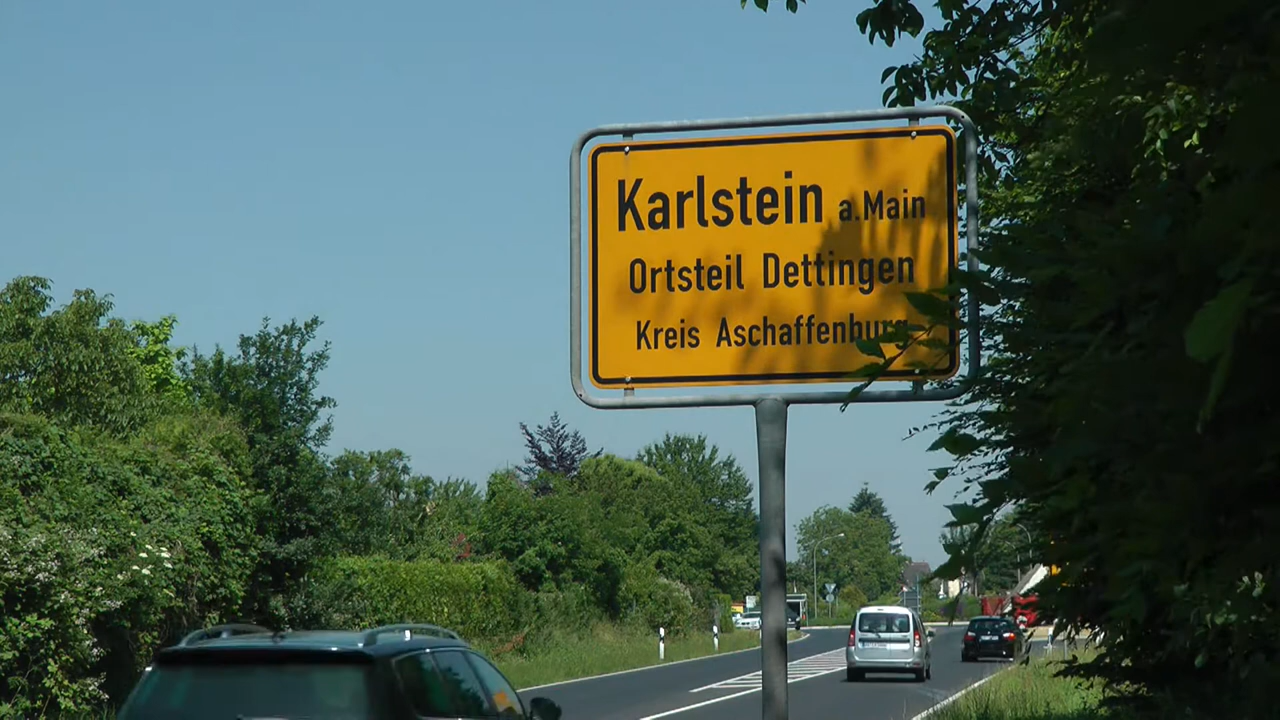 Karlstein a.Main
Ortsteil Dettingen
Kreis Aschaffenburg